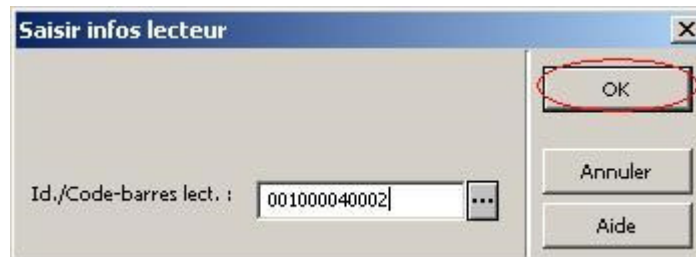 Saisir infos lecteur
OK
Annuler
Id./Code-barres lect. : 001000040002
...
Aide